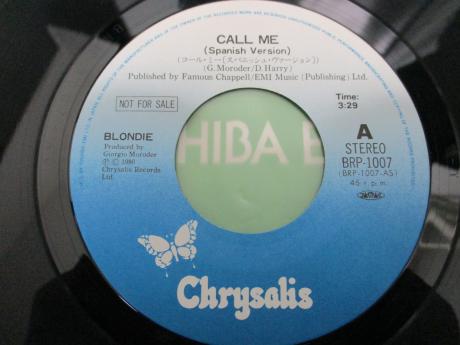 CALL ME
(Spanish Version)
(コール・ミー[スパニッシュ・ヴァージョン])
(G.Moroder/D.Harry)
Published by Famous Chappell/EMI Music (Publishing) Ltd.
NOT FOR SALE
Time:
3:29
BLONDIE
Produced by
Giorgio Moroder
Ⓟ Ⓒ 1980
Chrysalis Records
Ltd.
A
STEREO
BRP-1007
(BRP-1007-AS)
45 r.p.m.
HIBA E
Chrysalis